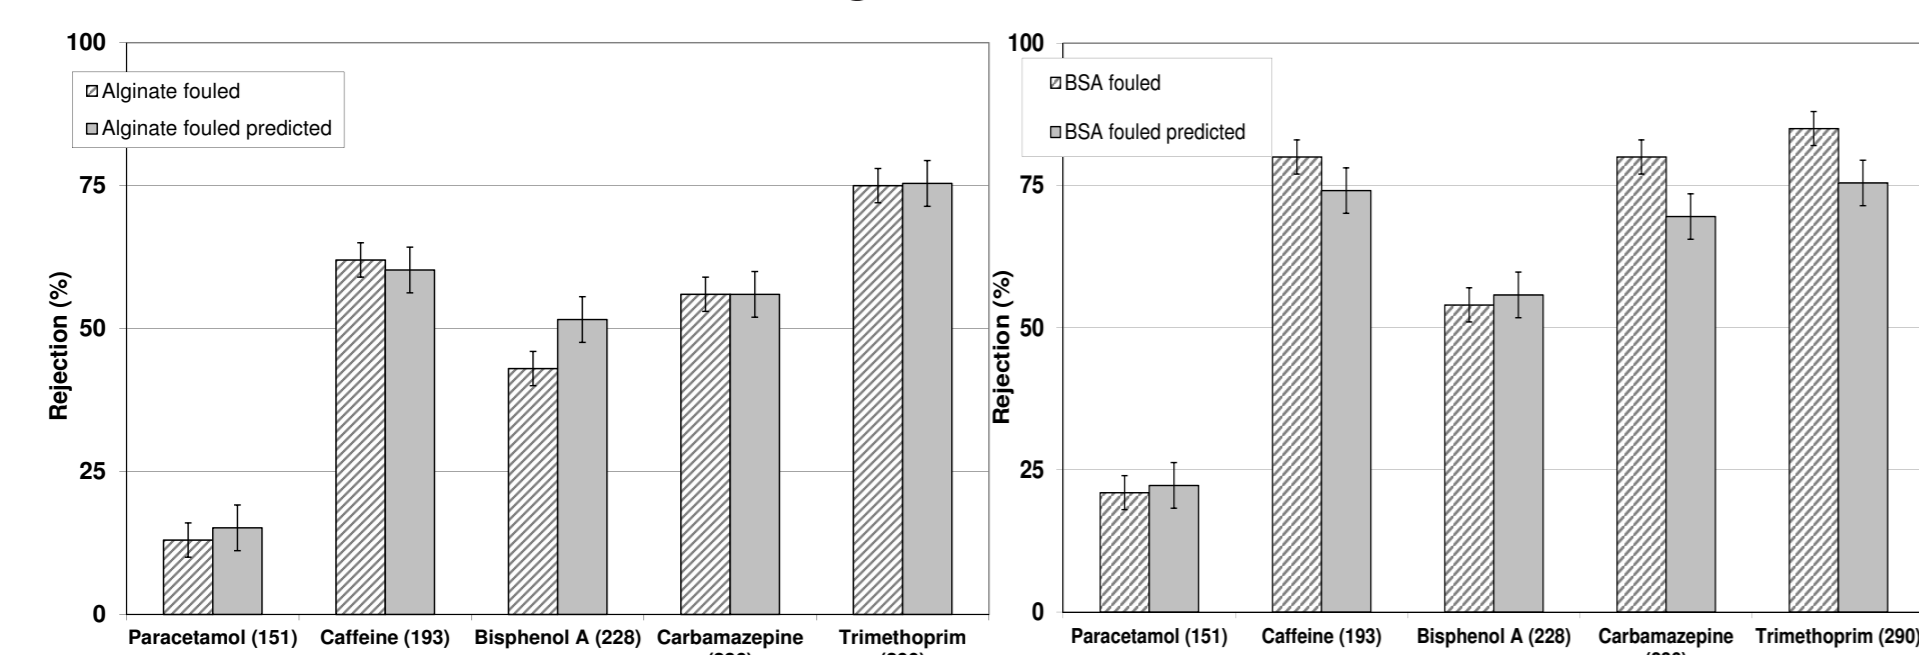 100
75
50
25
0
Rejection (%)
Alginate fouled
Alginate fouled predicted
Paracetamol (151) Caffeine (193) Bisphenol A (228) Carbamazepine Trimethoprim
100
75
50
25
0
Rejection (%)
BSA fouled
BSA fouled predicted
Paracetamol (151) Caffeine (193) Bisphenol A (228) Carbamazepine Trimethoprim (290)